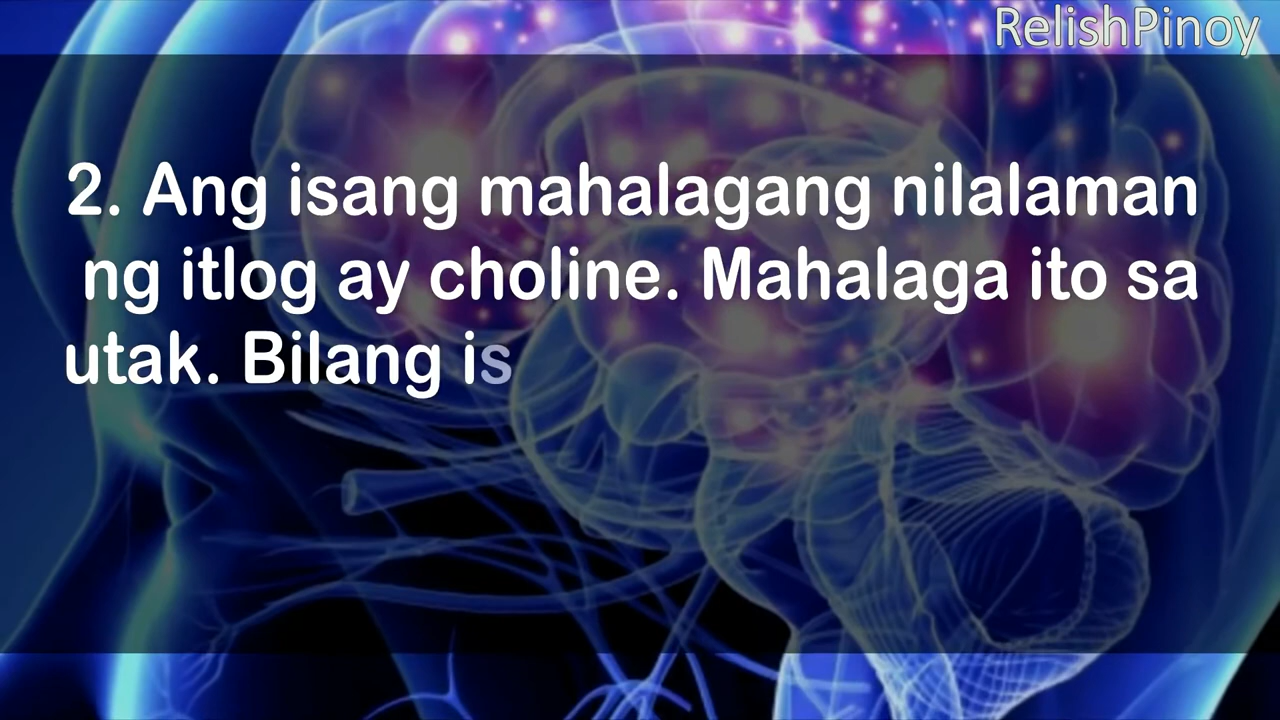 RelishPinoy
2. Ang isang mahalagang nilalaman
ng itlog ay choline. Mahalaga ito sa
utak. Bilang is